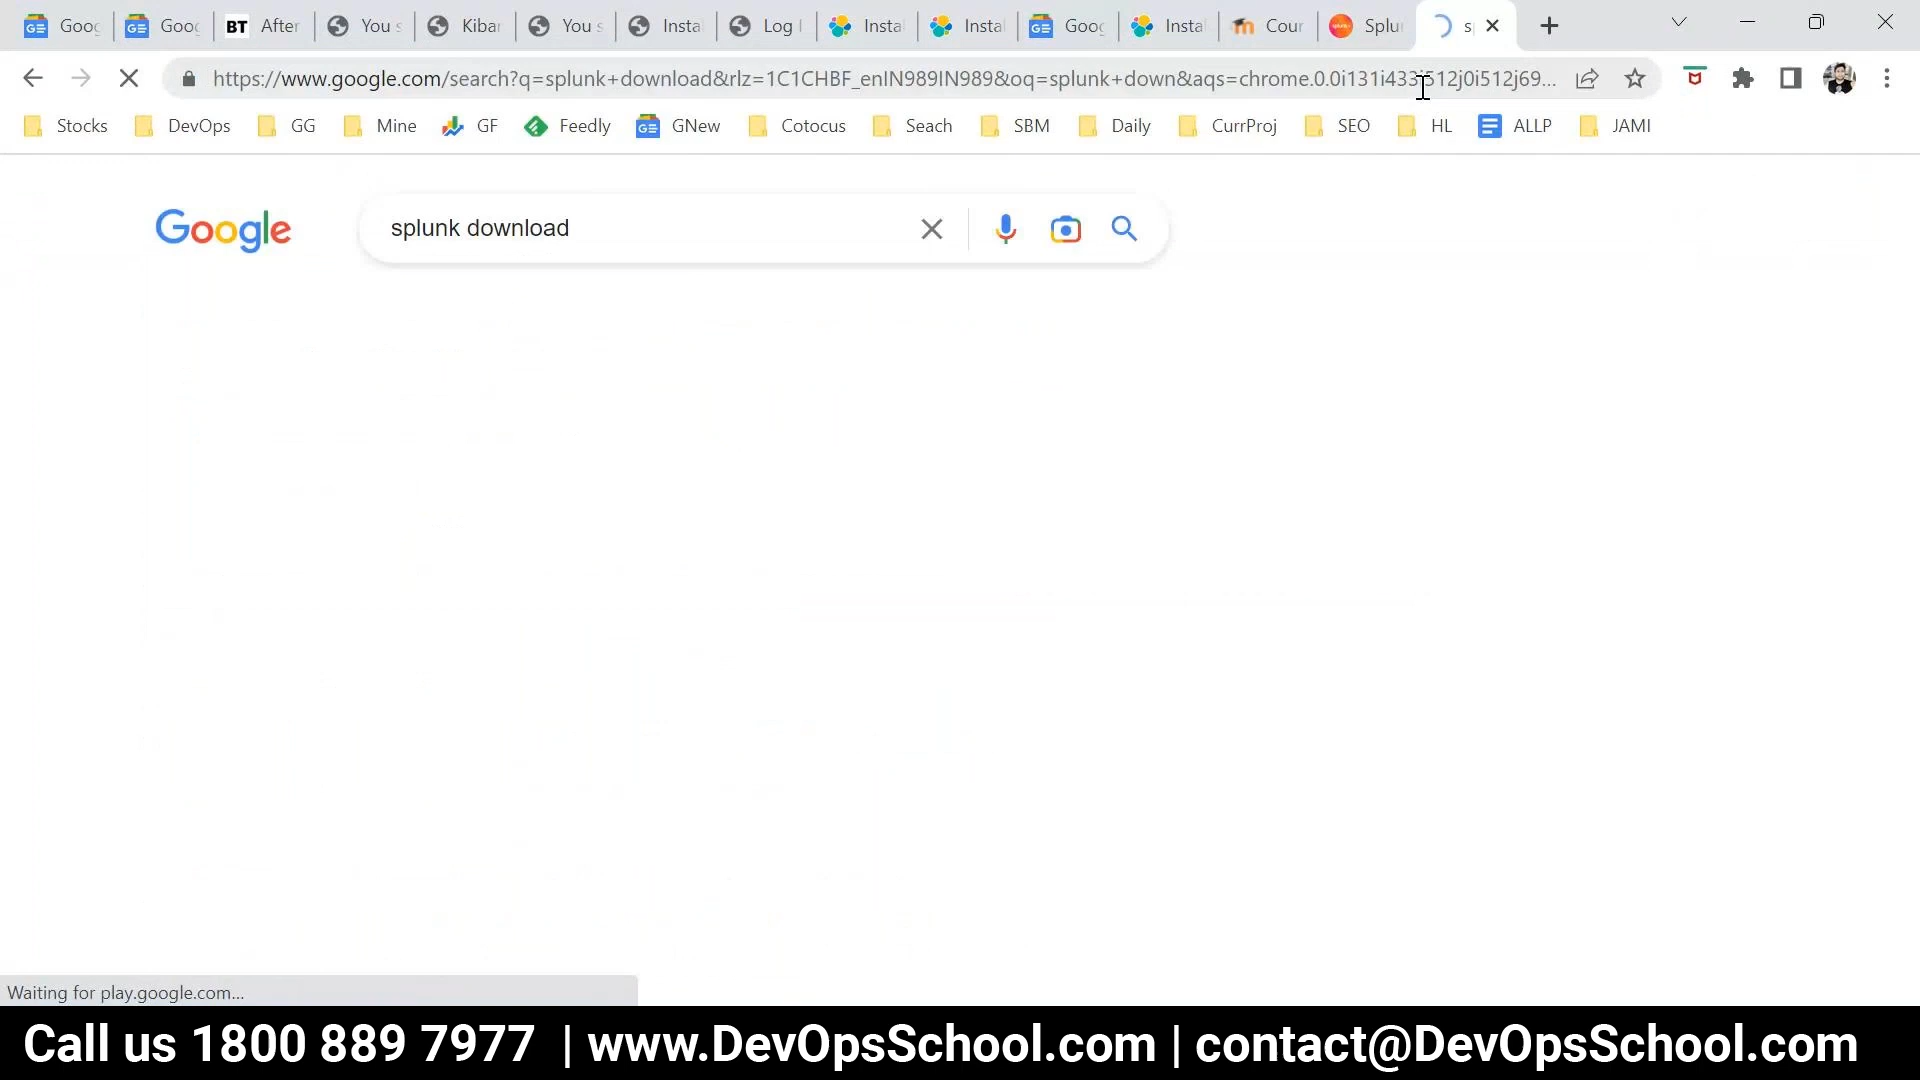 Goog Goog BT After You s Kibar You s Insta Log I Insta Insta Goog Insta Cour Splu s
https://www.google.com/search?q=splunk+download&rlz=1C1CHBF_enIN989IN989&oq=splunk+down&aqs=chrome.0.0i131i433i512j0i512j69...
Stocks DevOps GG Mine GF Feedly GNew Cotocus Seach SBM Daily CurrProj SEO HL ALLP JAMI
Google splunk download
Waiting for play.google.com...
Call us 1800 889 7977 | www.DevOpsSchool.com | contact@DevOpsSchool.com